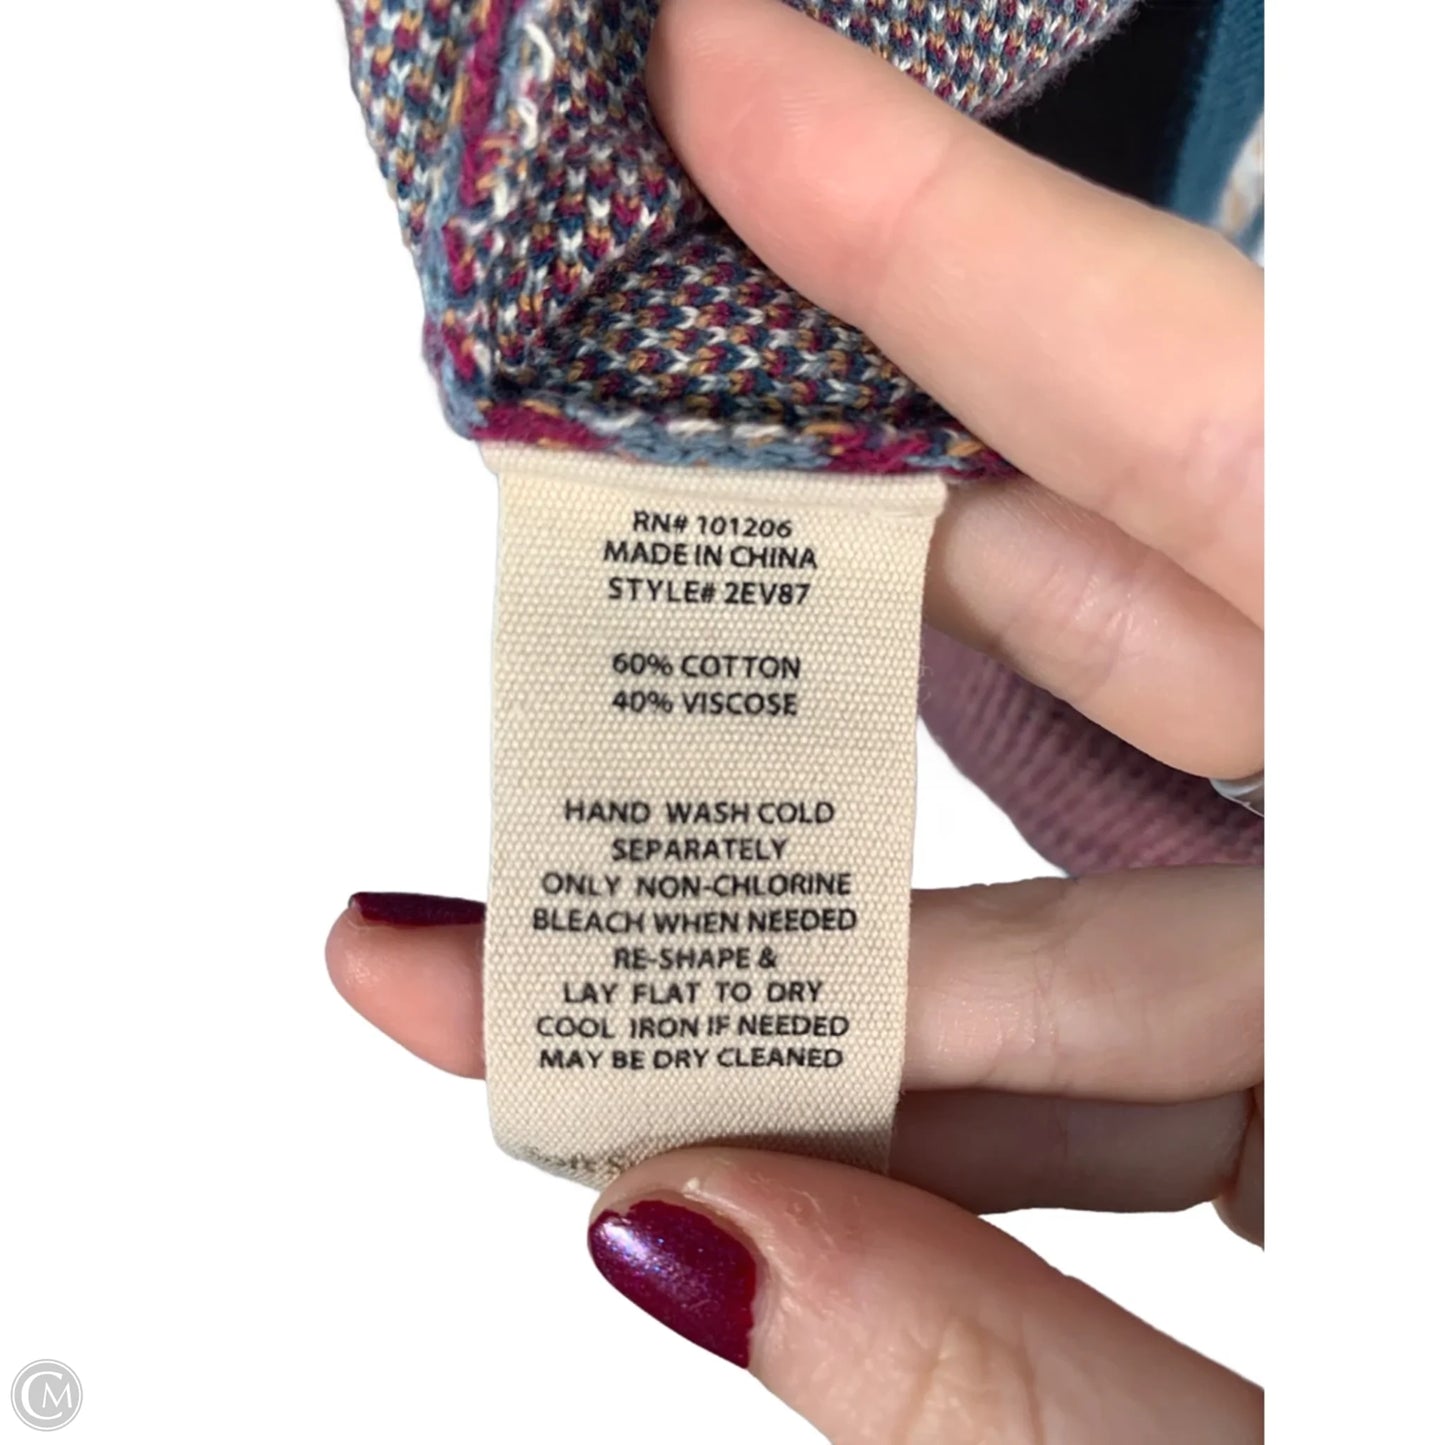 RN# 101206
MADE IN CHINA
STYLE# 2EV87
60% COTTON
40% VISCOSE
HAND WASH COLD
SEPARATELY
ONLY NON-CHLORINE
BLEACH WHEN NEEDED
RE-SHAPE &
LAY FLAT TO DRY
COOL IRON IF NEEDED
MAY BE DRY CLEANED
CM